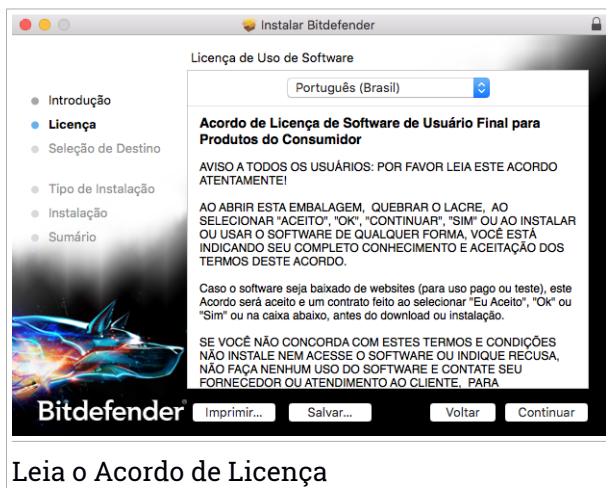 Instalar Bitdefender
Licença de Uso de Software
Introdução
Licença
Seleção de Destino
Tipo de Instalação
Instalação
Sumário
Português (Brasil)
Acordo de Licença de Software de Usuário Final para
Produtos do Consumidor
AVISO A TODOS OS USUÁRIOS: POR FAVOR LEIA ESTE ACORDO
ATENTAMENTE!
AO ABRIR ESTA EMBALAGEM, QUEBRAR O LACRE, AO
SELECIONAR "ACEITO", "OK", "CONTINUAR", "SIM" OU AO INSTALAR
OU USAR O SOFTWARE DE QUALQUER FORMA, VOCÊ ESTÁ
INDICANDO SEU COMPLETO CONHECIMENTO E ACEITAÇÃO DOS
TERMOS DESTE ACORDO.
Caso o software seja baixado de websites (para uso pago ou teste), este
Acordo será aceito e um contrato feito ao selecionar "Eu Aceito", "Ok" ou
"Sim" ou na caixa abaixo, antes do download ou instalação.
SE VOCÊ NÃO CONCORDA COM ESTES TERMOS E CONDIÇÕES
NÃO INSTALE NEM ACESSE O SOFTWARE OU INDIQUE RECUSA,
NÃO FAÇA NENHUM USO DO SOFTWARE E CONTATE SEU
FORNECEDOR OU ATENDIMENTO AO CLIENTE, PARA
Bitdefender
Imprimir...
Salvar...
Voltar
Continuar
Leia o Acordo de Licença